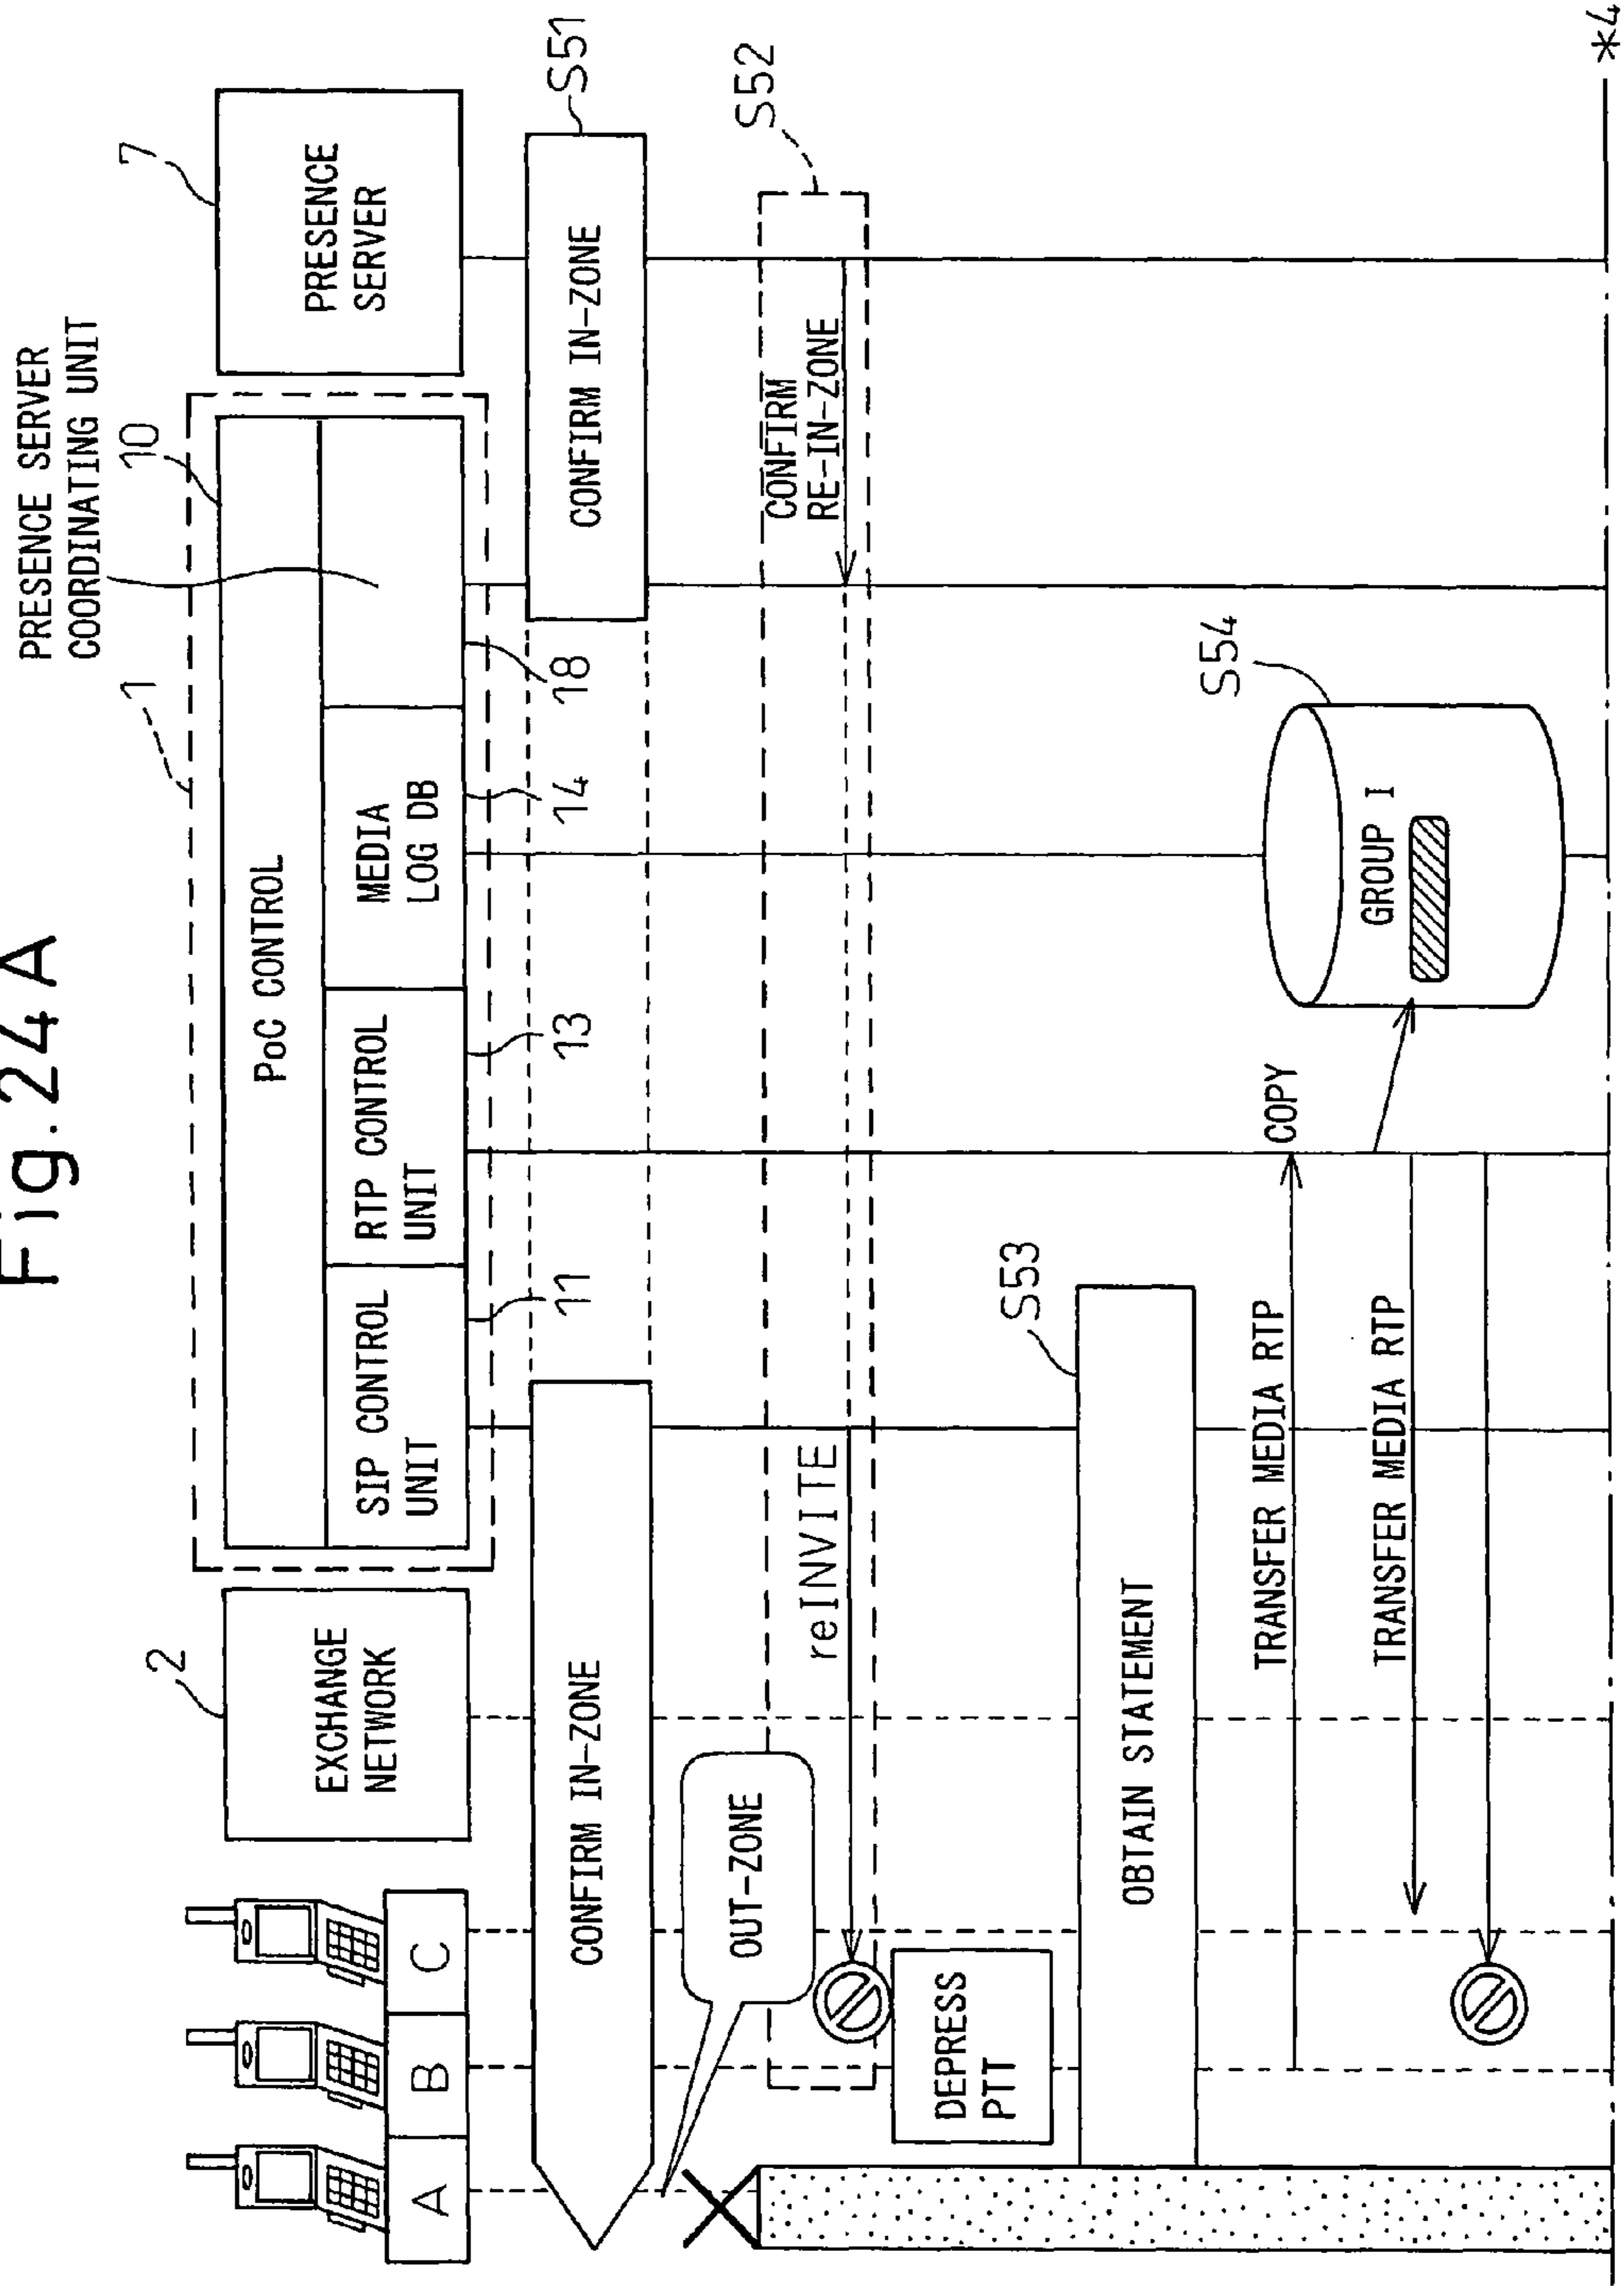 Fig.24A
PRESENCE SERVER
COORDINATING UNIT
1
10
7
2
PoC CONTROL
EXCHANGE
NETWORK
SIP CONTROL
UNIT
RTP CONTROL
UNIT
MEDIA
LOG DB
PRESENCE
SERVER
A
B
C
11
13
14
18
CONFIRM IN-ZONE
CONFIRM IN-ZONE
S51
OUT-ZONE
S52
reINVITE
CONFIRM
RE-IN-ZONE
DEPRESS
PTT
S53
OBTAIN STATEMENT
TRANSFER MEDIA RTP
COPY
S54
GROUP I
TRANSFER MEDIA RTP
*4